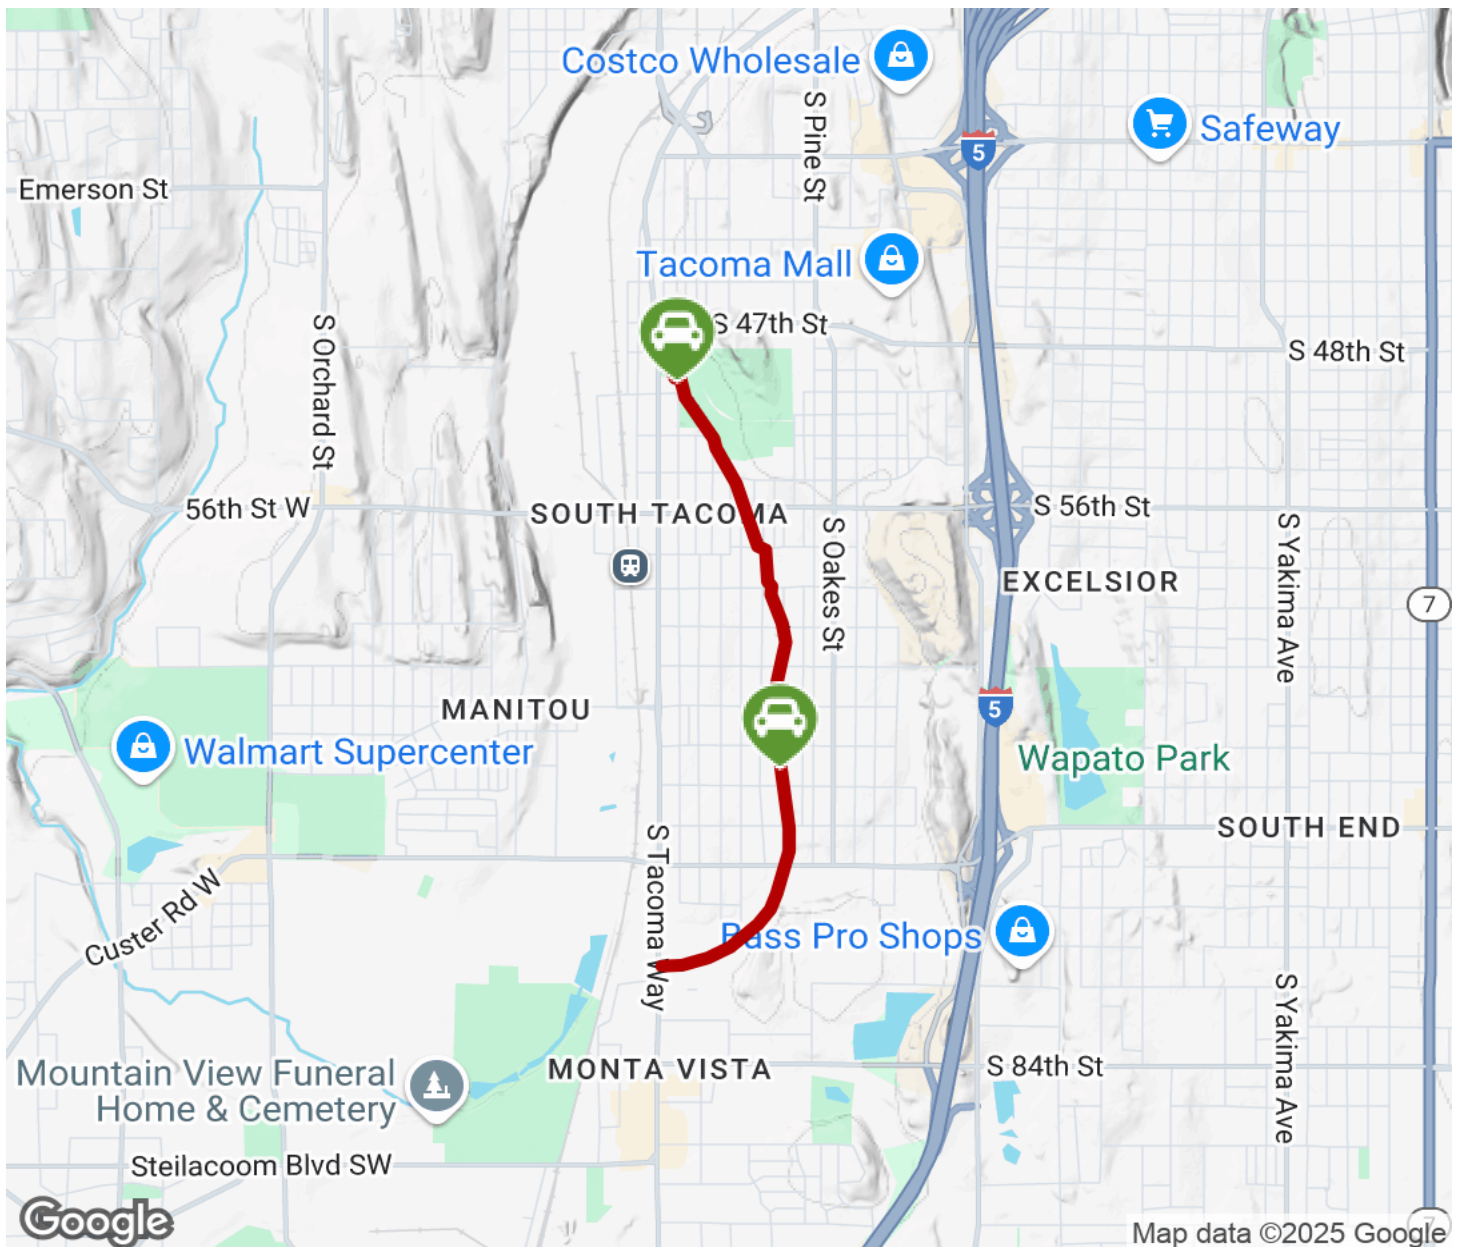 Costco Wholesale
S Pine St
5
Safeway
Emerson St
Tacoma Mall
S 47th St
S Orchard St
S 48th St
56th St W
SOUTH TACOMA
S 56th St
S Oakes St
S Yakima Ave
EXCELSIOR
7
MANITOU
5
Walmart Supercenter
Wapato Park
SOUTH END
S Tacoma Way
Custer Rd W
Bass Pro Shops
S Yakima Ave
Mountain View Funeral
Home & Cemetery
MONTA VISTA
S 84th St
Steilacoom Blvd SW
Google
7
Map data ©2025 Google